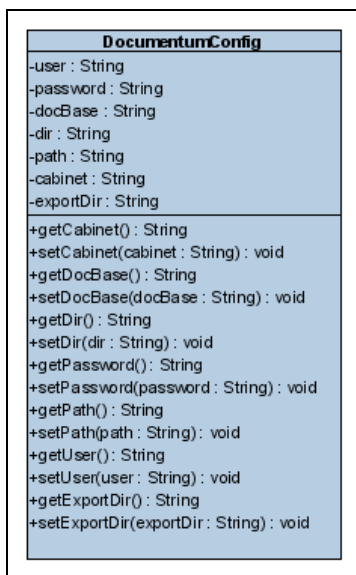 DocumentumConfig
-user : String
-password : String
-docBase : String
-dir : String
-path : String
-cabinet : String
-exportDir : String
+getCabinet() : String
+setCabinet(cabinet : String) : void
+getDocBase() : String
+setDocBase(docBase : String) : void
+getDir() : String
+setDir(dir : String) : void
+getPassword() : String
+setPassword(password : String) : void
+getPath() : String
+setPath(path : String) : void
+getUser() : String
+setUser(user : String) : void
+getExportDir() : String
+setExportDir(exportDir : String) : void